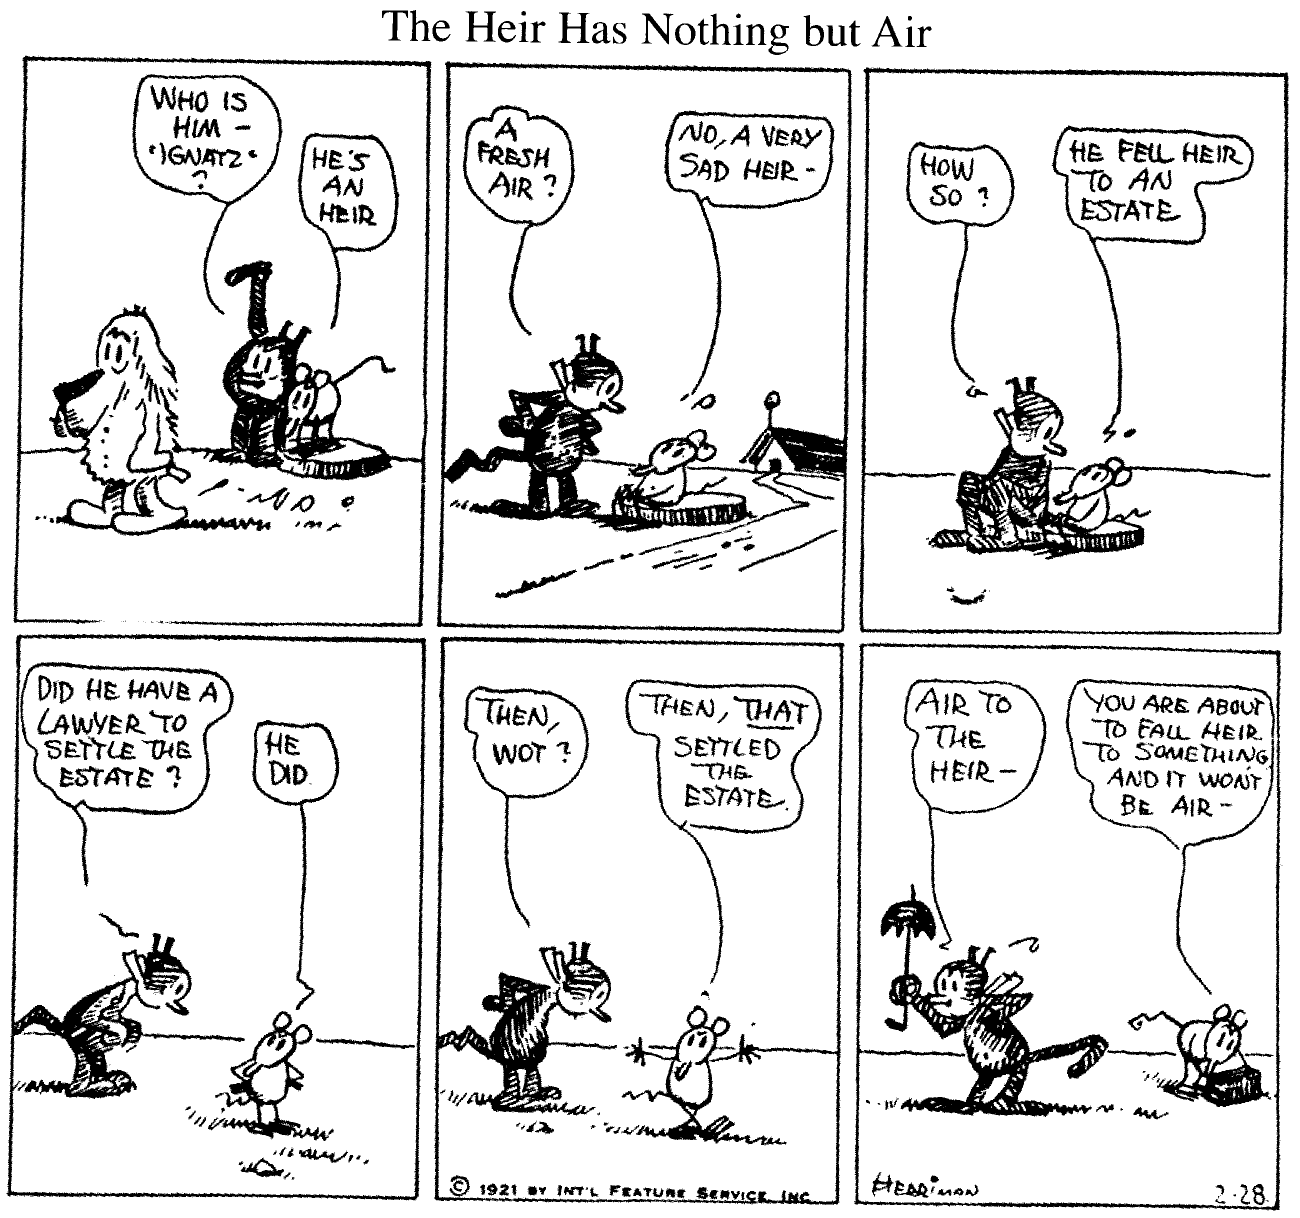 The Heir Has Nothing but Air
WHO IS
HIM –
"IGNATZ"
?
HE'S
AN
HEIR
A
FRESH
AIR?
NO, A VERY
SAD HEIR –
HOW
SO?
HE FELL HEIR
TO AN
ESTATE
DID HE HAVE A
LAWYER TO
SETTLE THE
ESTATE?
HE
DID.
THEN,
WOT?
THEN, THAT
SETTLED
THE
ESTATE.
AIR TO
THE
HEIR –
YOU ARE ABOUT
TO FALL HEIR
TO SOMETHING
AND IT WONT
BE AIR –
© 1921 BY INT'L FEATURE SERVICE, INC.
HERRIMAN
2-28